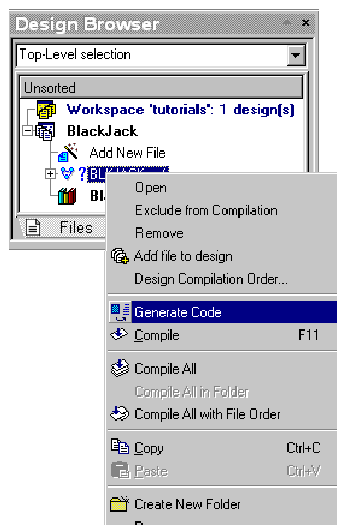 Design Browser
Top-Level selection
Unsorted
Workspace 'tutorials': 1 design(s)
BlackJack
Add New File
Files
Open
Exclude from Compilation
Remove
Add file to design
Design Compilation Order...
Generate Code
Compile F11
Compile All
Compile All in Folder
Compile All with File Order
Copy Ctrl+C
Paste Ctrl+V
Create New Folder